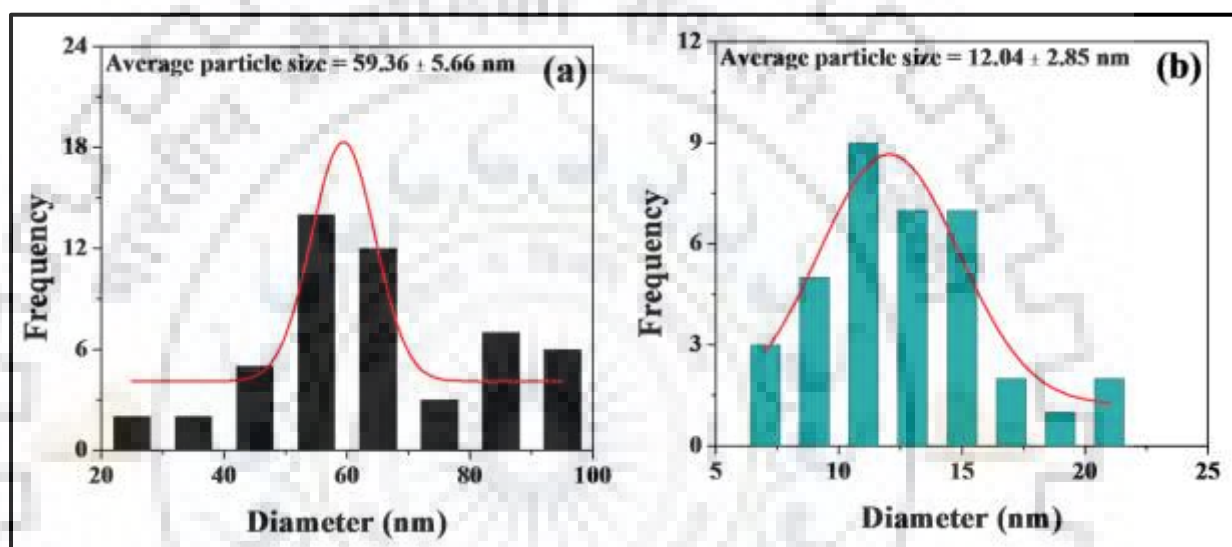 Average particle size = 59.36 ± 5.66 nm (a)
24
18
12
6
0
Frequency
20 40 60 80 100
Diameter (nm)
Average particle size = 12.04 ± 2.85 nm (b)
12
9
6
3
0
Frequency
5 10 15 20 25
Diameter (nm)